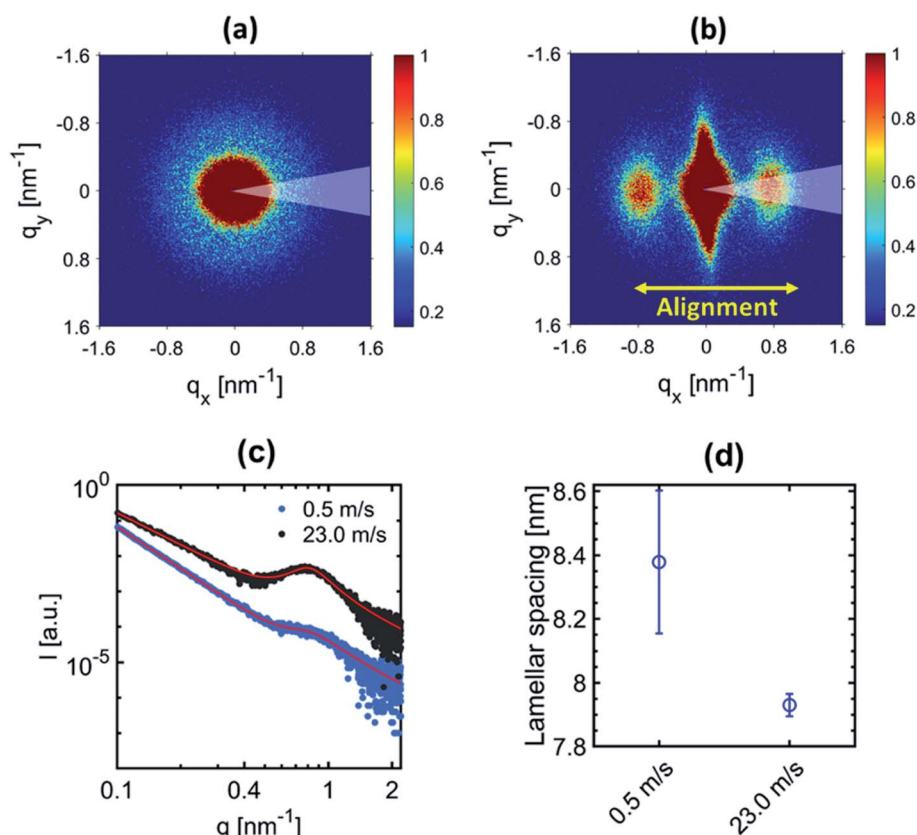 (a)
(b)
-1.6
-0.8
0
0.8
1.6
q_y [nm^-1]
-1.6 -0.8 0 0.8 1.6
q_x [nm^-1]
1
0.8
0.6
0.4
0.2
-1.6
-0.8
0
0.8
1.6
q_y [nm^-1]
Alignment
-1.6 -0.8 0 0.8 1.6
q_x [nm^-1]
1
0.8
0.6
0.4
0.2
(c)
(d)
10^0
10^-5
I [a.u.]
0.5 m/s
23.0 m/s
0.1 0.4 1 2
q [nm^-1]
Lamellar spacing [nm]
8.6
8.4
8.2
8
7.8
0.5 m/s
23.0 m/s